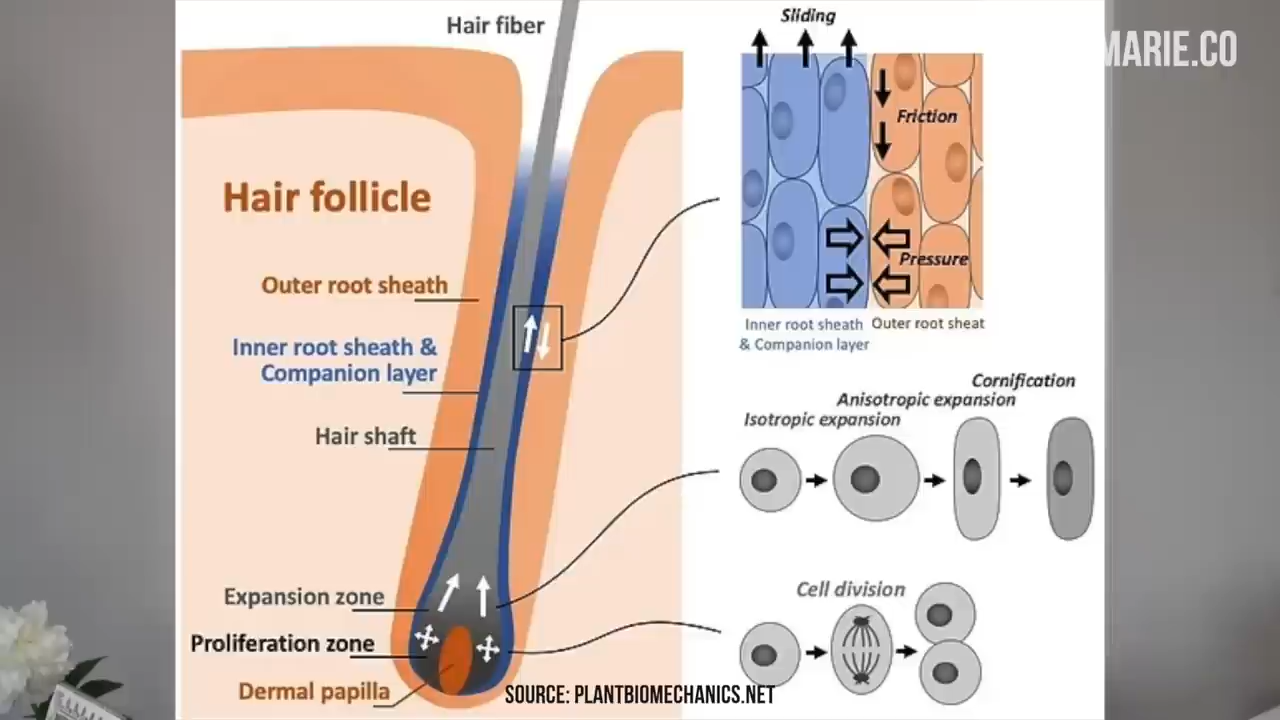 Hair fiber
Sliding
MARIE.CO
Friction
Hair follicle
Pressure
Outer root sheath
Inner root sheath
& Companion layer
Outer root sheat
Inner root sheath &
Companion layer
Hair shaft
Cornification
Anisotropic expansion
Isotropic expansion
Expansion zone
Proliferation zone
Dermal papilla
Cell division
SOURCE: PLANTBIOMECHANICS.NET